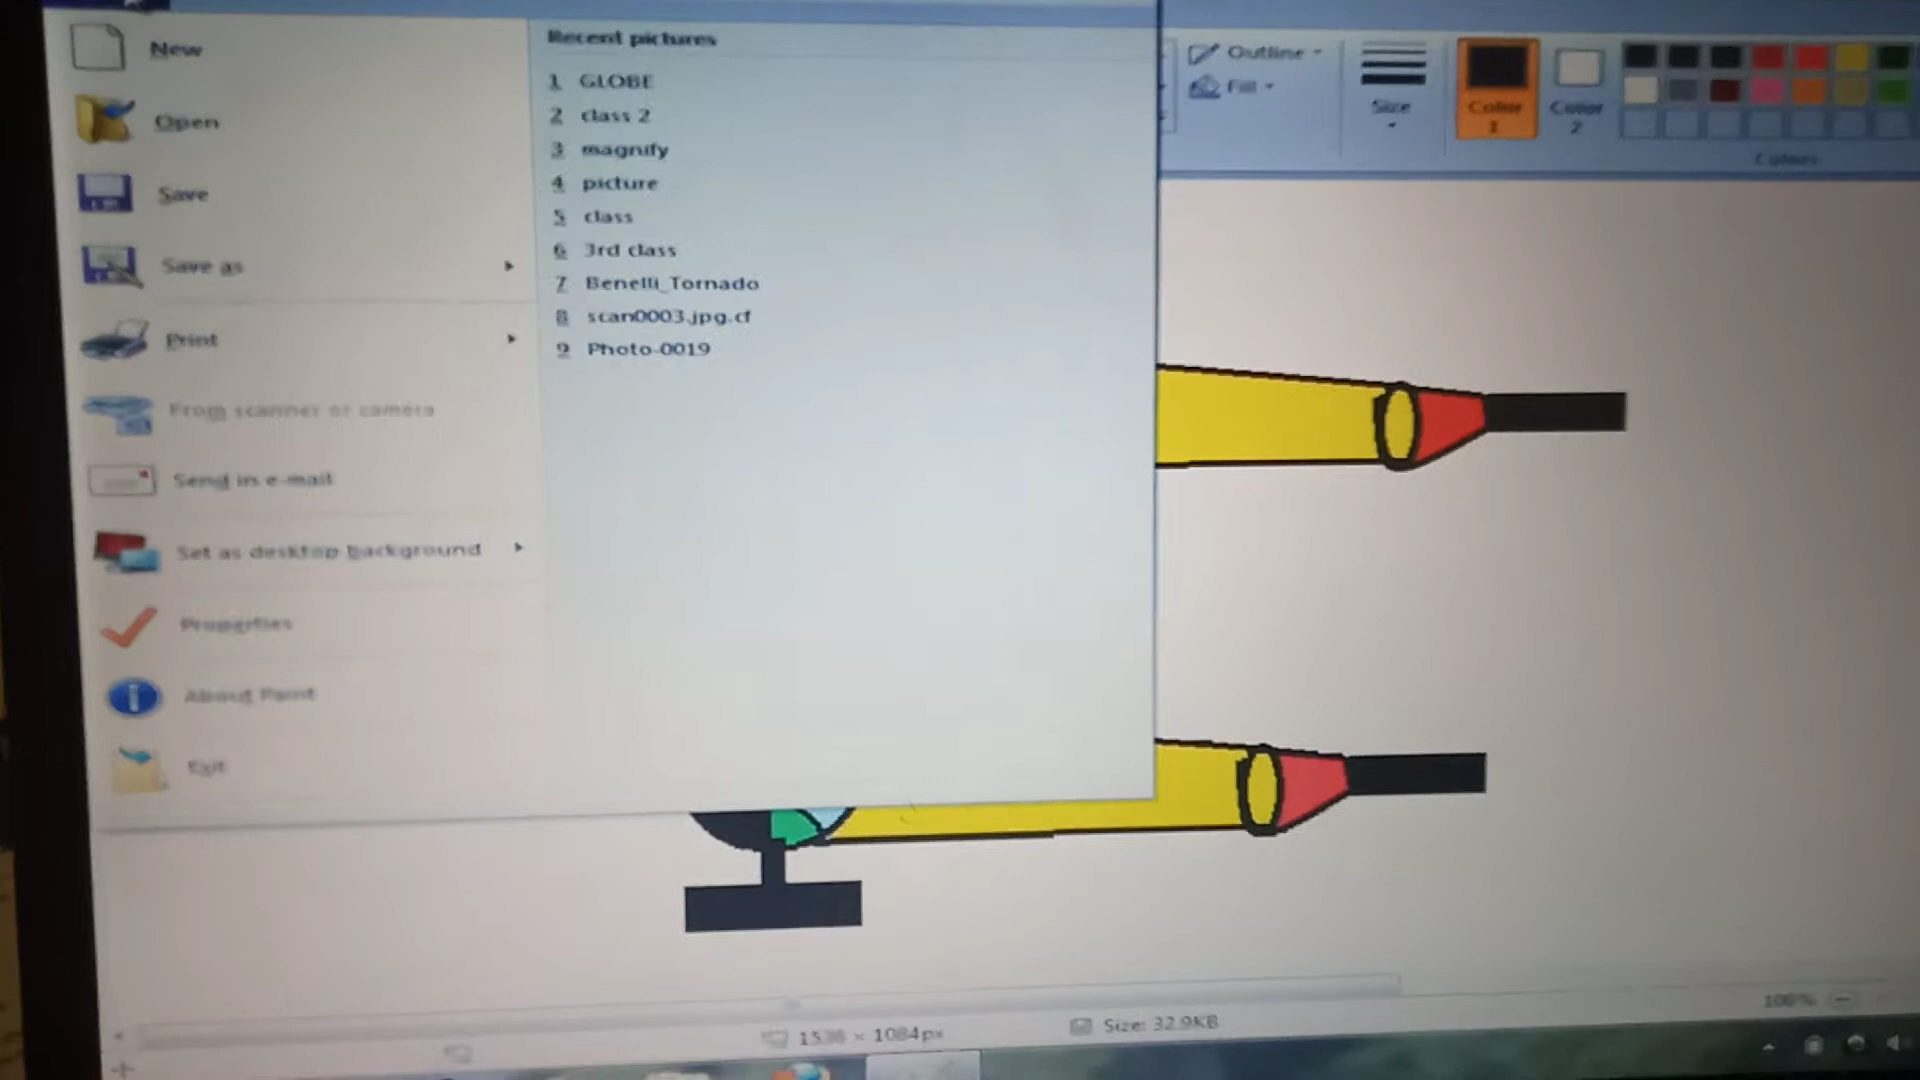 New
Open
Save
Save as
Print
From scanner or camera
Send in e-mail
Set as desktop background
Properties
About Paint
Exit
Recent pictures
1 GLOBE
2 class 2
3 magnify
4 picture
5 class
6 3rd class
7 Benelli_Tornado
8 scan0003.jpg.cf
9 Photo-0019
Outline
Fill
Size
Color 1
Color 2
Colors
1536 × 1084px
Size: 32.9KB
100%